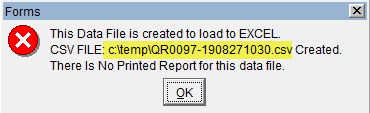 Forms
This Data File is created to load to EXCEL.
CSV FILE: c:\temp\QR0097-1908271030.csv Created.
There Is No Printed Report for this data file.
OK